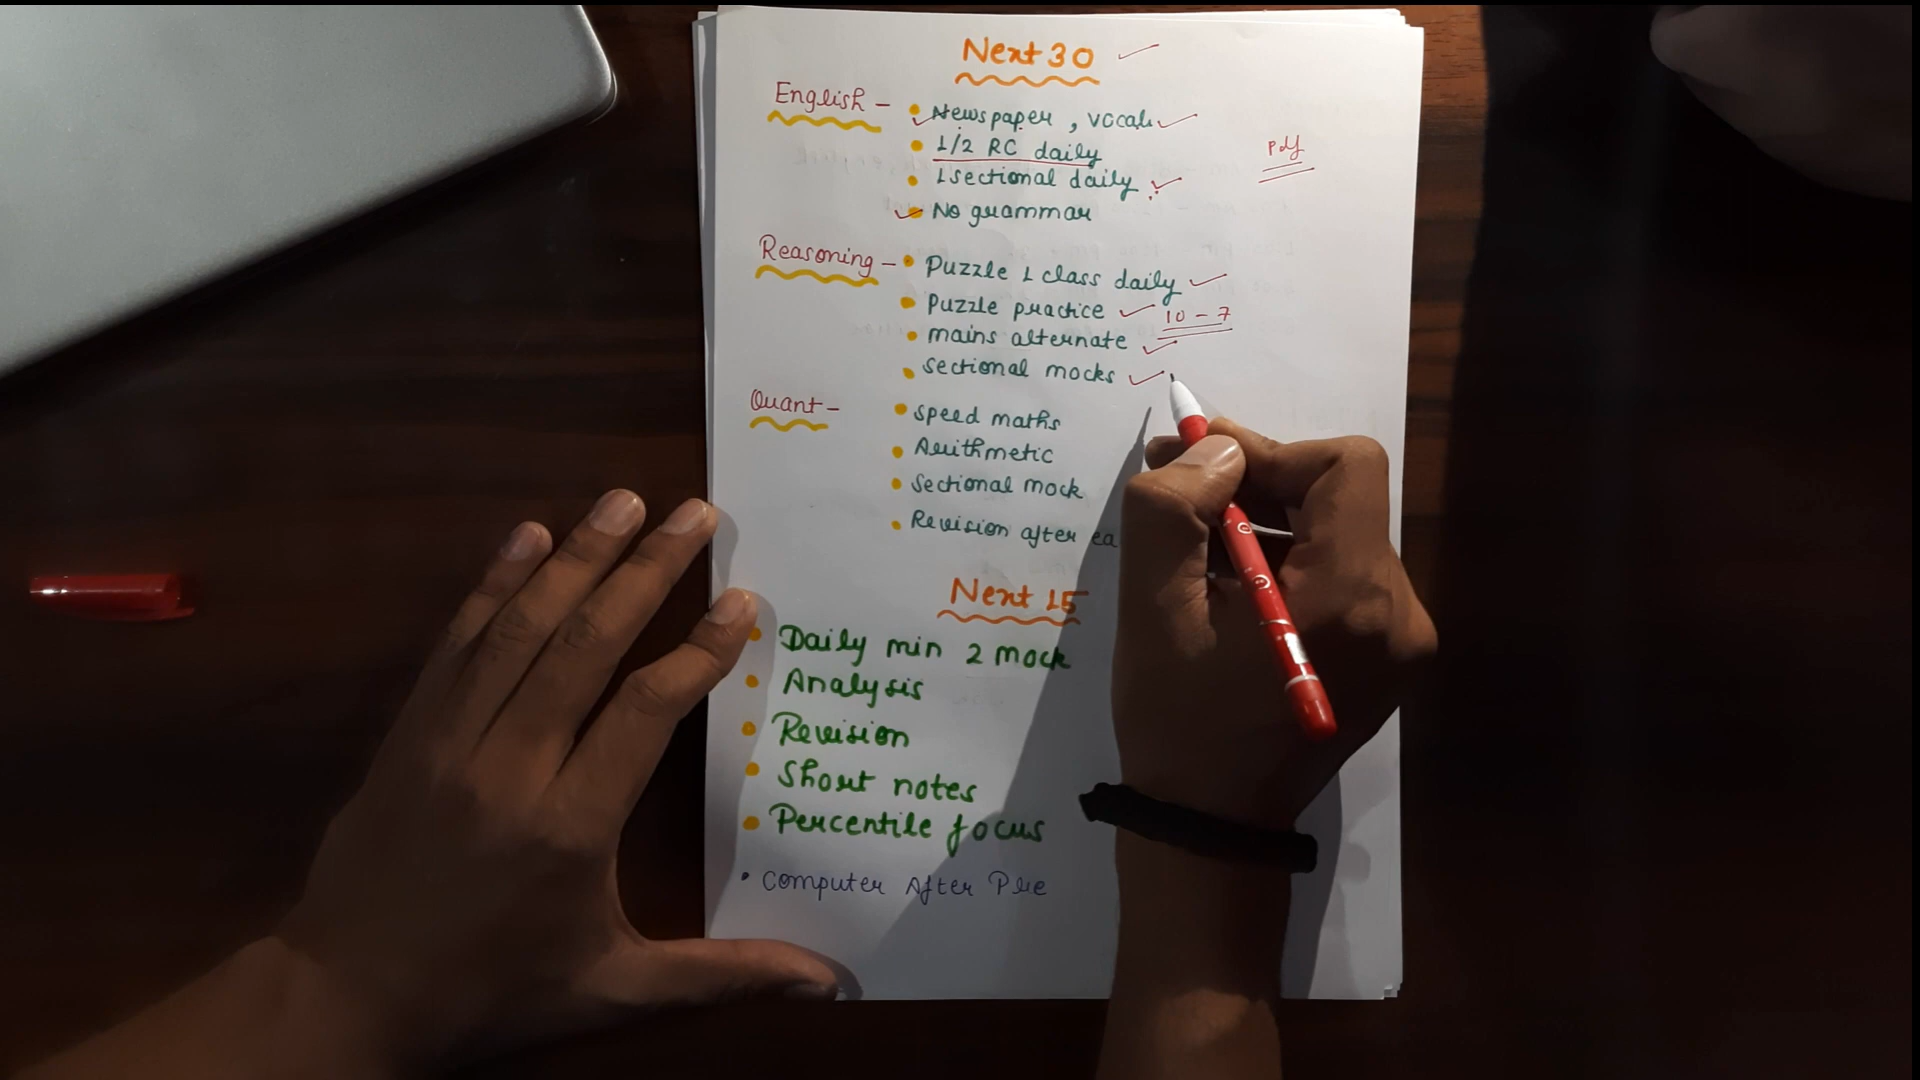 Next 30
English - Newspaper, vocab
1/2 RC daily
Pdf
1 sectional daily
No grammar
Reasoning - Puzzle 1 class daily
Puzzle practice
10 - 7
mains alternate
Sectional mocks
Quant - speed maths
Arithmetic
Sectional mock
Revision after ea
Next 15
Daily min 2 mock
Analysis
Revision
Short notes
Percentile focus
Computer After Pre